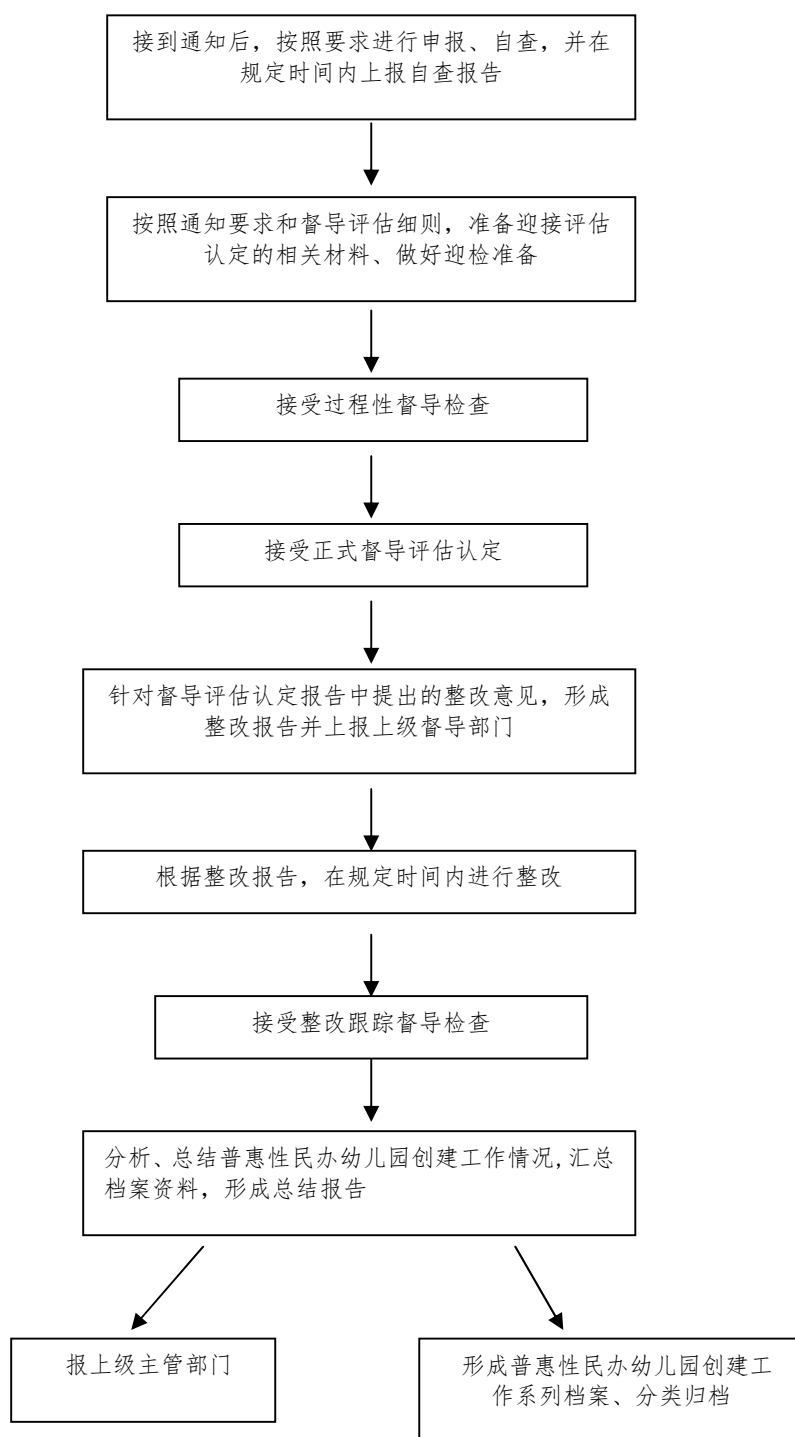 接到通知后，按照要求进行申报、自查，并在
规定时间内上报自查报告
按照通知要求和督导评估细则，准备迎接评估
认定的相关材料、做好迎检准备
接受过程性督导检查
接受正式督导评估认定
针对督导评估认定报告中提出的整改意见，形成
整改报告并上报上级督导部门
根据整改报告，在规定时间内进行整改
接受整改跟踪督导检查
分析、总结普惠性民办幼儿园创建工作情况,汇总
档案资料，形成总结报告
报上级主管部门
形成普惠性民办幼儿园创建工
作系列档案、分类归档